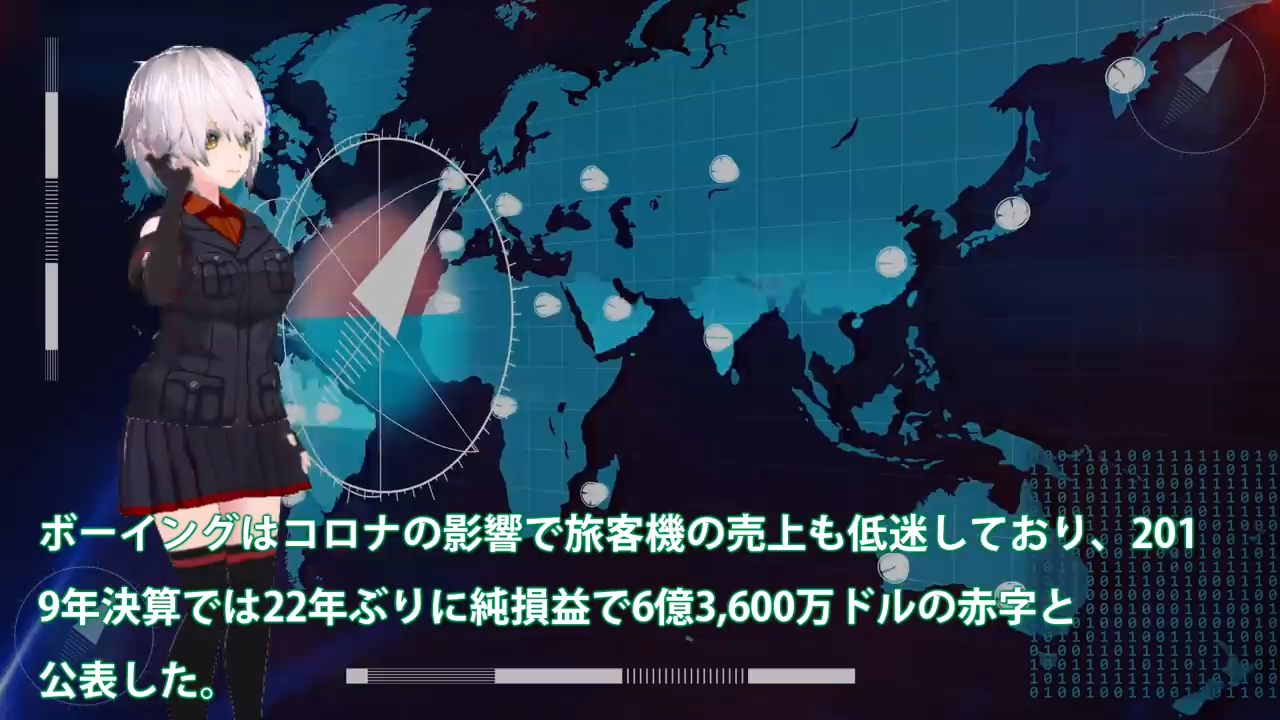 ボーイングはコロナの影響で旅客機の売上も低迷しており、201
9年決算では22年ぶりに純損益で6億3,600万ドルの赤字と
公表した。